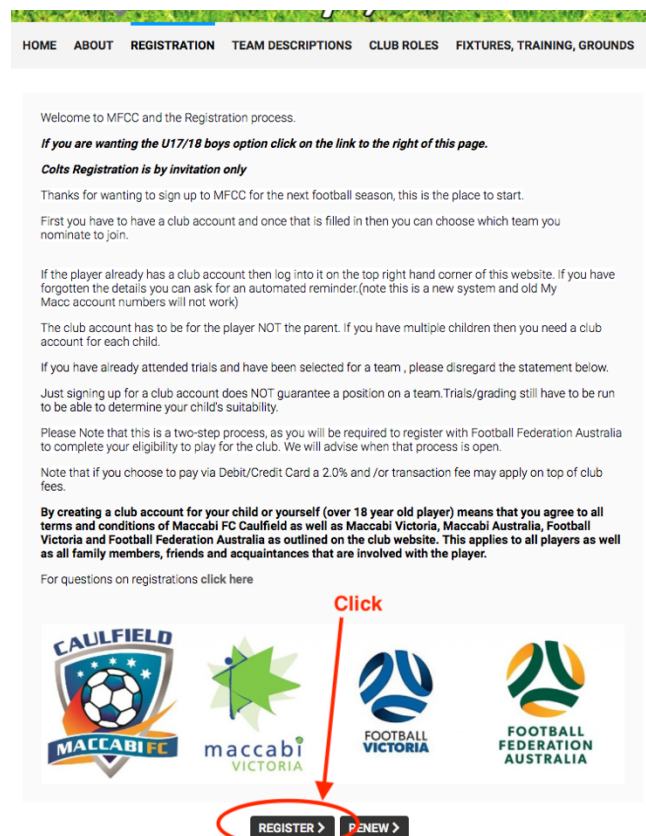 HOME ABOUT REGISTRATION TEAM DESCRIPTIONS CLUB ROLES FIXTURES, TRAINING, GROUNDS
Welcome to MFCC and the Registration process.
If you are wanting the U17/18 boys option click on the link to the right of this page.
Colts Registration is by invitation only
Thanks for wanting to sign up to MFCC for the next football season, this is the place to start.
First you have to have a club account and once that is filled in then you can choose which team you
nominate to join.
If the player already has a club account then log into it on the top right hand corner of this website. If you have
forgotten the details you can ask for an automated reminder.(note this is a new system and old My
Macc account numbers will not work)
The club account has to be for the player NOT the parent. If you have multiple children then you need a club
account for each child.
If you have already attended trials and have been selected for a team , please disregard the statement below.
Just signing up for a club account does NOT guarantee a position on a team.Trials/grading still have to be run
to be able to determine your child's suitability.
Please Note that this is a two-step process, as you will be required to register with Football Federation Australia
to complete your eligibility to play for the club. We will advise when that process is open.
Note that if you choose to pay via Debit/Credit Card a 2.0% and /or transaction fee may apply on top of club
fees.
By creating a club account for your child or yourself (over 18 year old player) means that you agree to all
terms and conditions of Maccabi FC Caulfield as well as Maccabi Victoria, Maccabi Australia, Football
Victoria and Football Federation Australia as outlined on the club website. This applies to all players as well
as all family members, friends and acquaintances that are involved with the player.
For questions on registrations click here
Click
CAULFIELD
MACCABI FC
maccabi
VICTORIA
FOOTBALL
VICTORIA
FOOTBALL
FEDERATION
AUSTRALIA
REGISTER > RENEW >